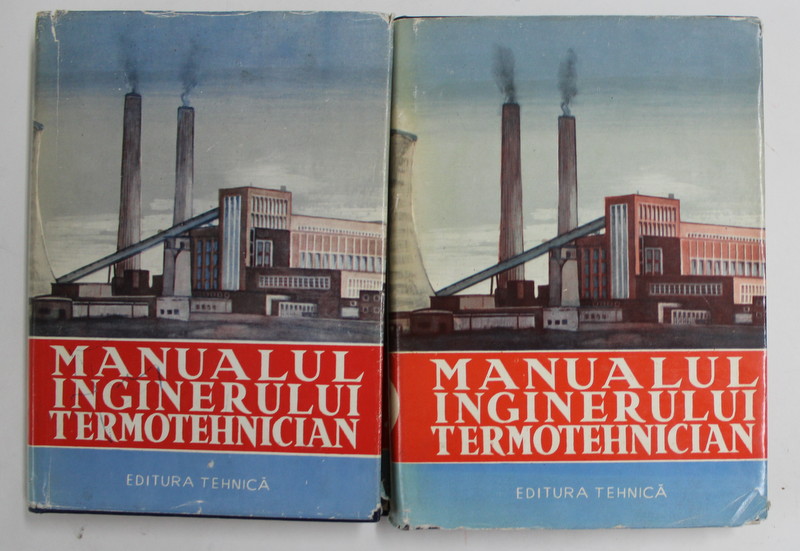 MANUALUL
INGINERULUI
TERMOTEHNICIAN
EDITURA TEHNICĂ
MANUALUL
INGINERULUI
TERMOTEHNICIAN
EDITURA TEHNICĂ